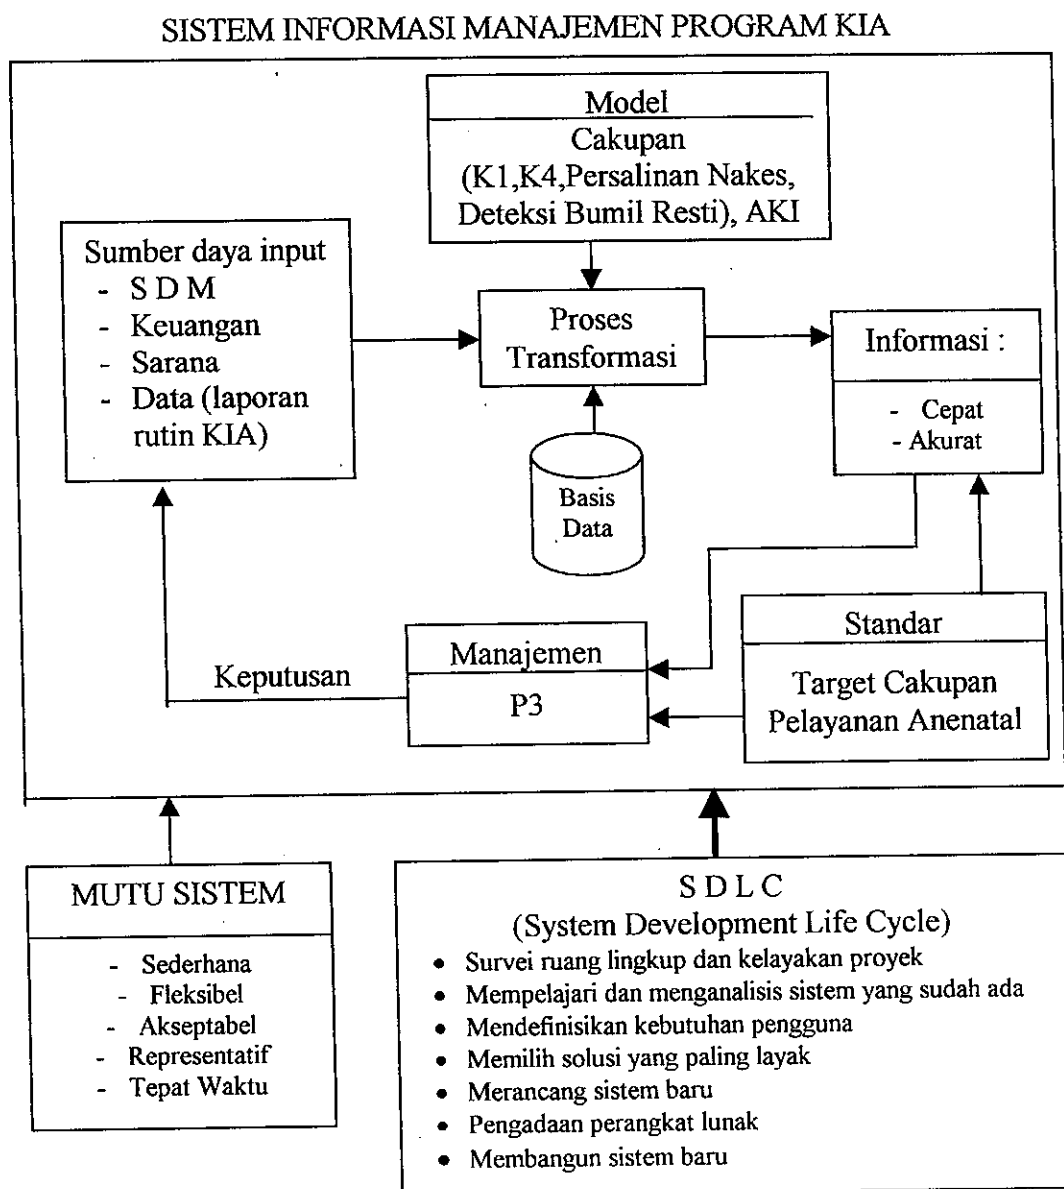 SISTEM INFORMASI MANAJEMEN PROGRAM KIA
Model
Cakupan
(K1,K4,Persalinan Nakes,
Deteksi Bumil Resti), AKI
Sumber daya input
- S D M
- Keuangan
- Sarana
- Data (laporan
rutin KIA)
Proses
Transformasi
Informasi :
- Cepat
- Akurat
Basis
Data
Manajemen
P3
Keputusan
Standar
Target Cakupan
Pelayanan Anenatal
MUTU SISTEM
- Sederhana
- Fleksibel
- Akseptabel
- Representatif
- Tepat Waktu
S D L C
(System Development Life Cycle)
• Survei ruang lingkup dan kelayakan proyek
• Mempelajari dan menganalisis sistem yang sudah ada
• Mendefinisikan kebutuhan pengguna
• Memilih solusi yang paling layak
• Merancang sistem baru
• Pengadaan perangkat lunak
• Membangun sistem baru